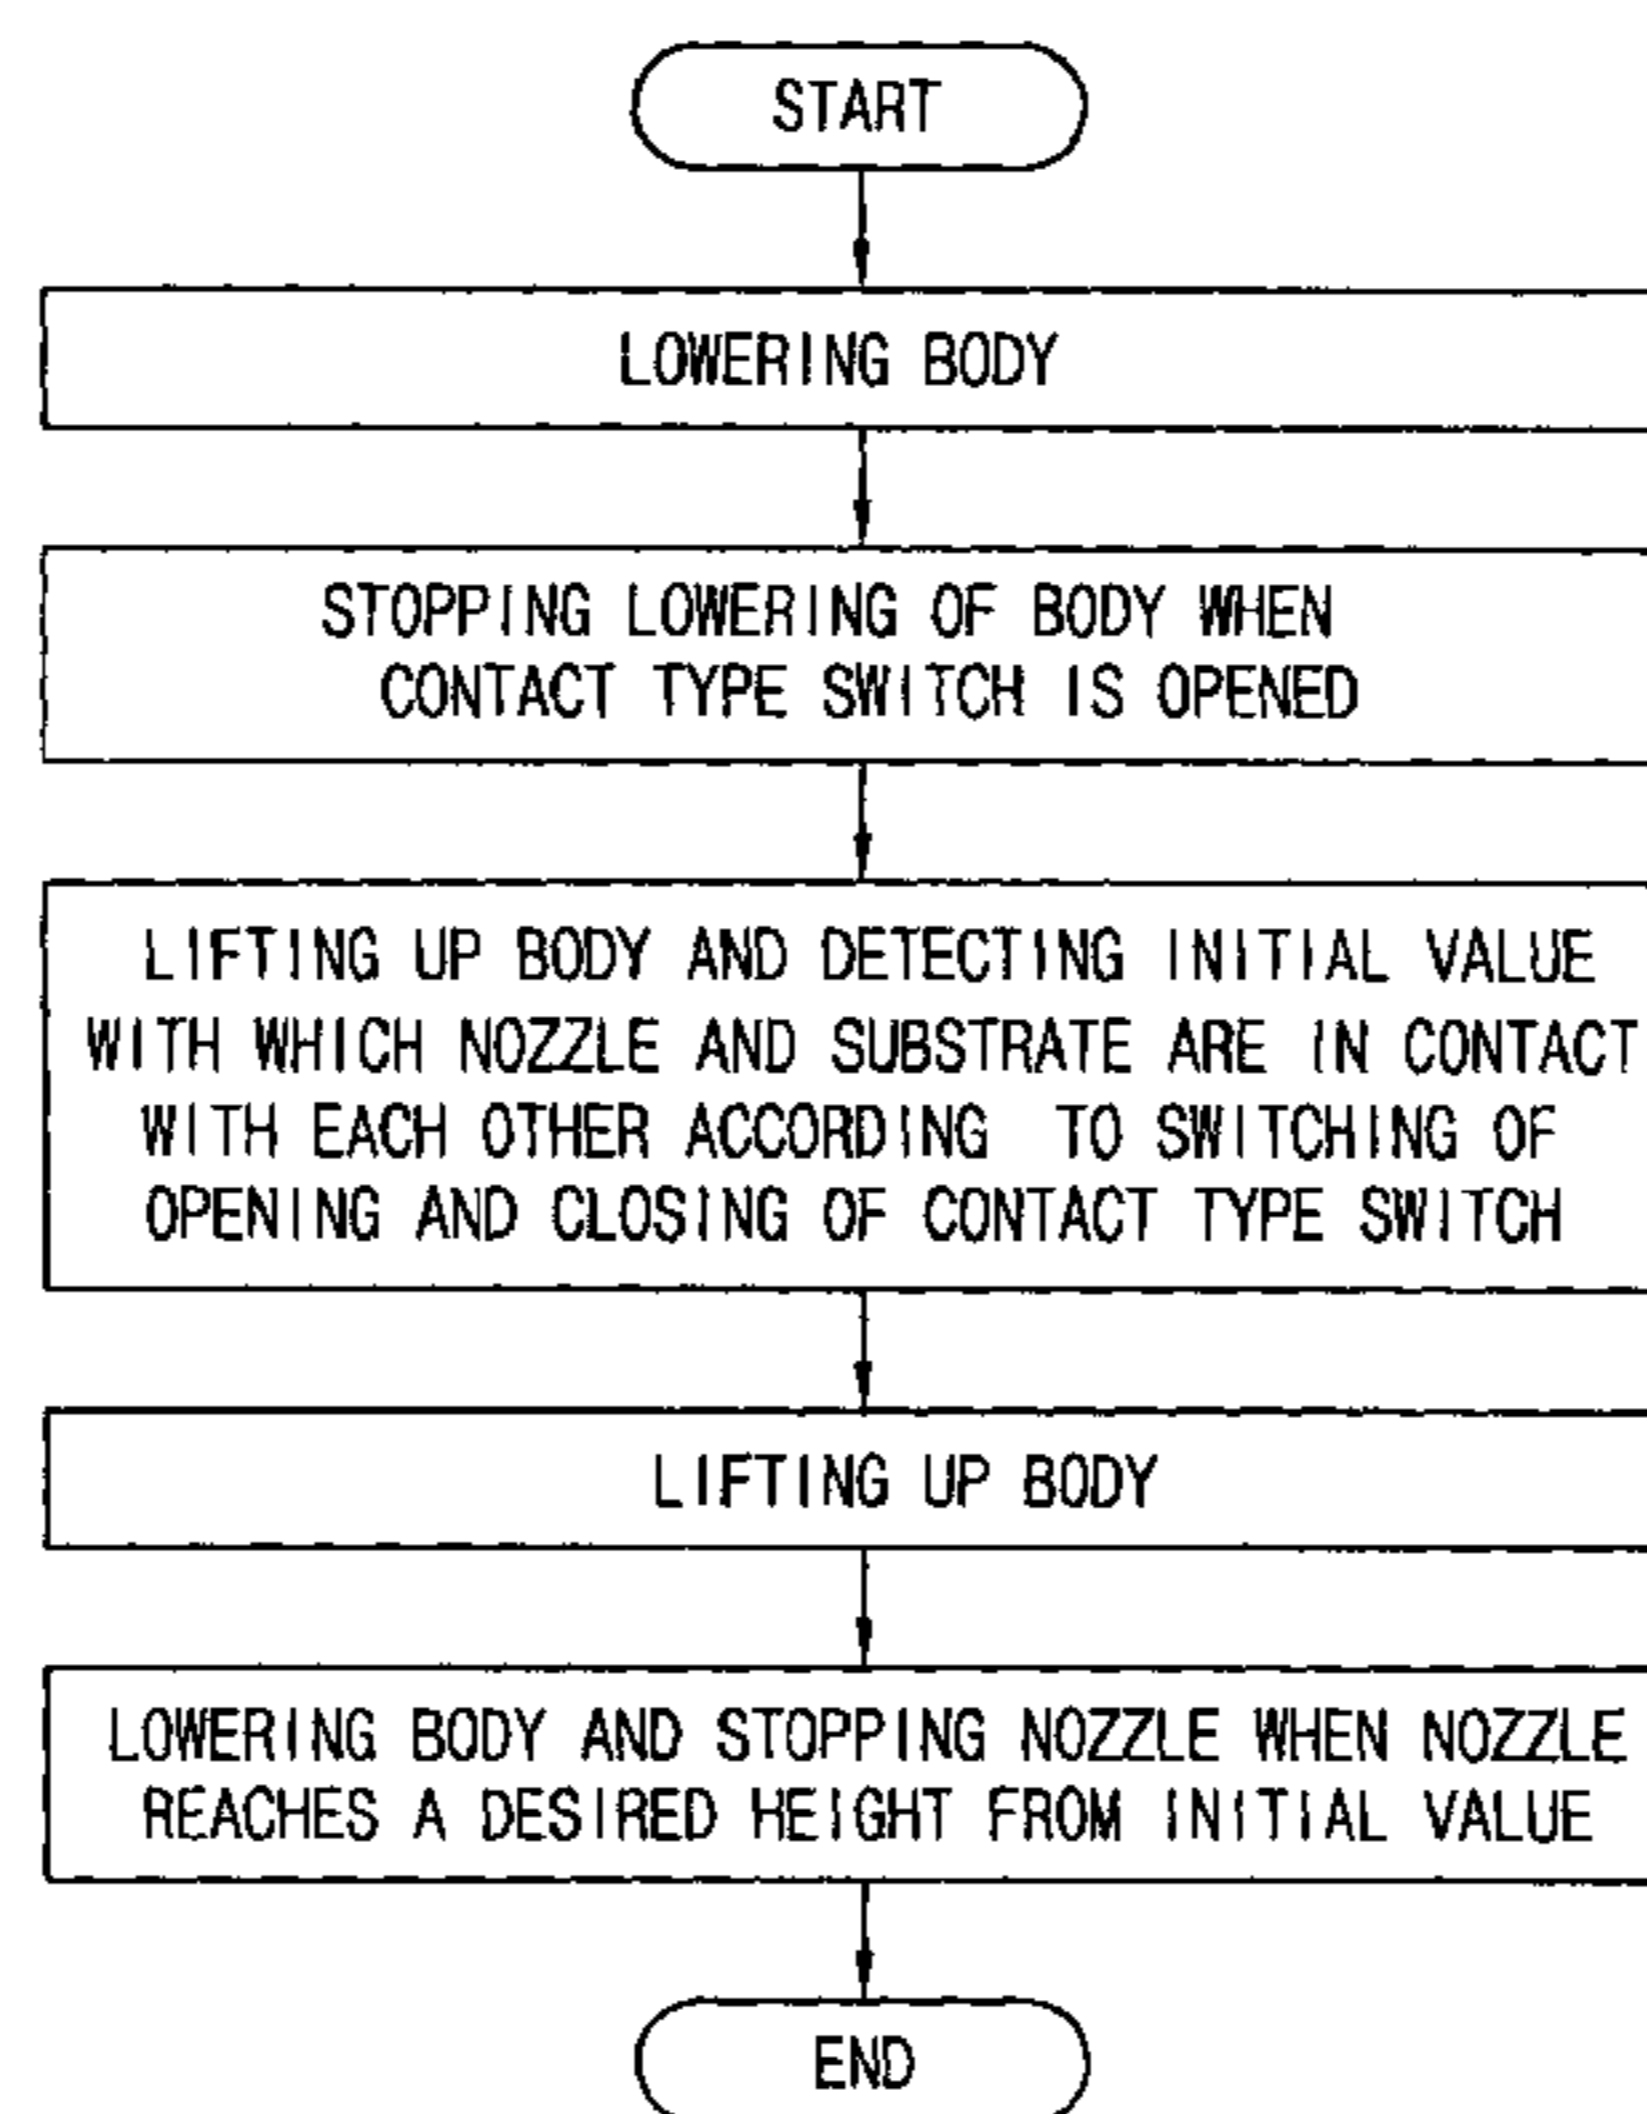 START
LOWERING BODY
STOPPING LOWERING OF BODY WHEN
CONTACT TYPE SWITCH IS OPENED
LIFTING UP BODY AND DETECTING INITIAL VALUE
WITH WHICH NOZZLE AND SUBSTRATE ARE IN CONTACT
WITH EACH OTHER ACCORDING TO SWITCHING OF
OPENING AND CLOSING OF CONTACT TYPE SWITCH
LIFTING UP BODY
LOWERING BODY AND STOPPING NOZZLE WHEN NOZZLE
REACHES A DESIRED HEIGHT FROM INITIAL VALUE
END